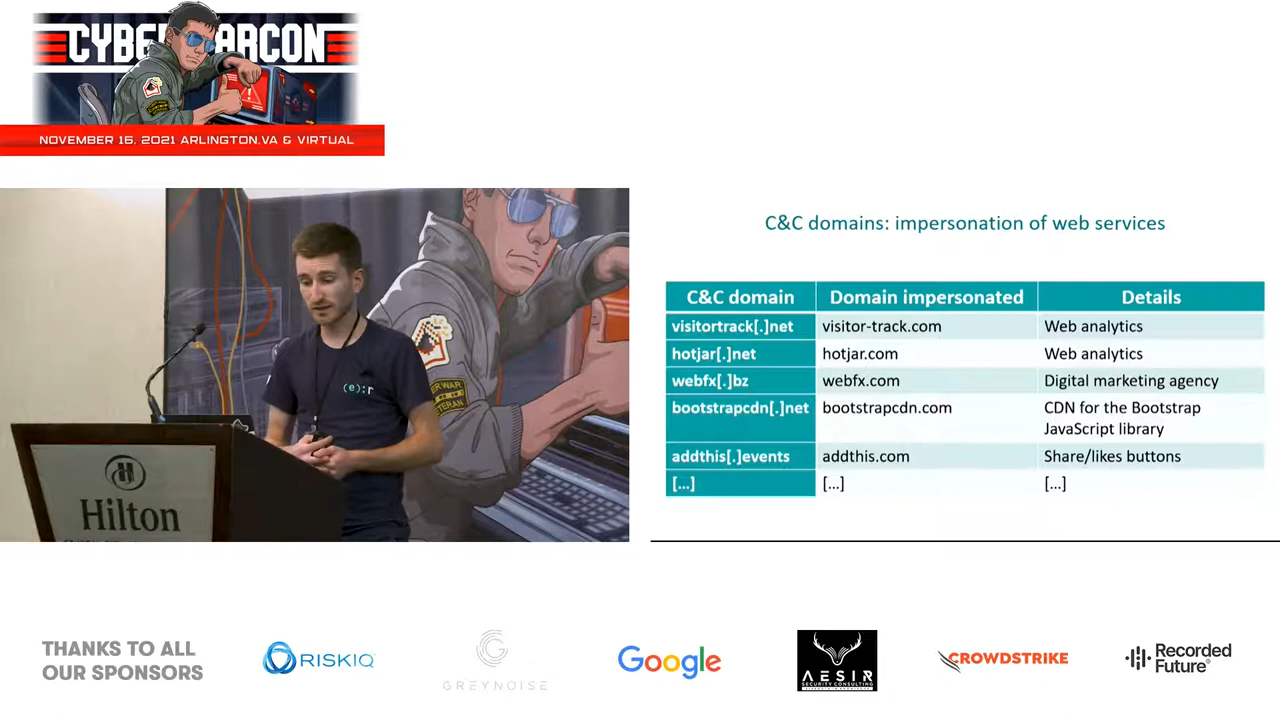 CYBERWARCON
NOVEMBER 16, 2021 ARLINGTON,VA & VIRTUAL
(e):r
Hilton
C&C domains: impersonation of web services
C&C domain Domain impersonated Details
visitortrack[.]net visitor-track.com Web analytics
hotjar[.]net hotjar.com Web analytics
webfx[.]bz webfx.com Digital marketing agency
bootstrapcdn[.]net bootstrapcdn.com CDN for the Bootstrap
JavaScript library
addthis[.]events addthis.com Share/likes buttons
[...] [...] [...]
THANKS TO ALL
OUR SPONSORS
RISKIQ
GREYNOISE
Google
AESIR
SECURITY CONSULTING
CROWDSTRIKE
Recorded
Future®